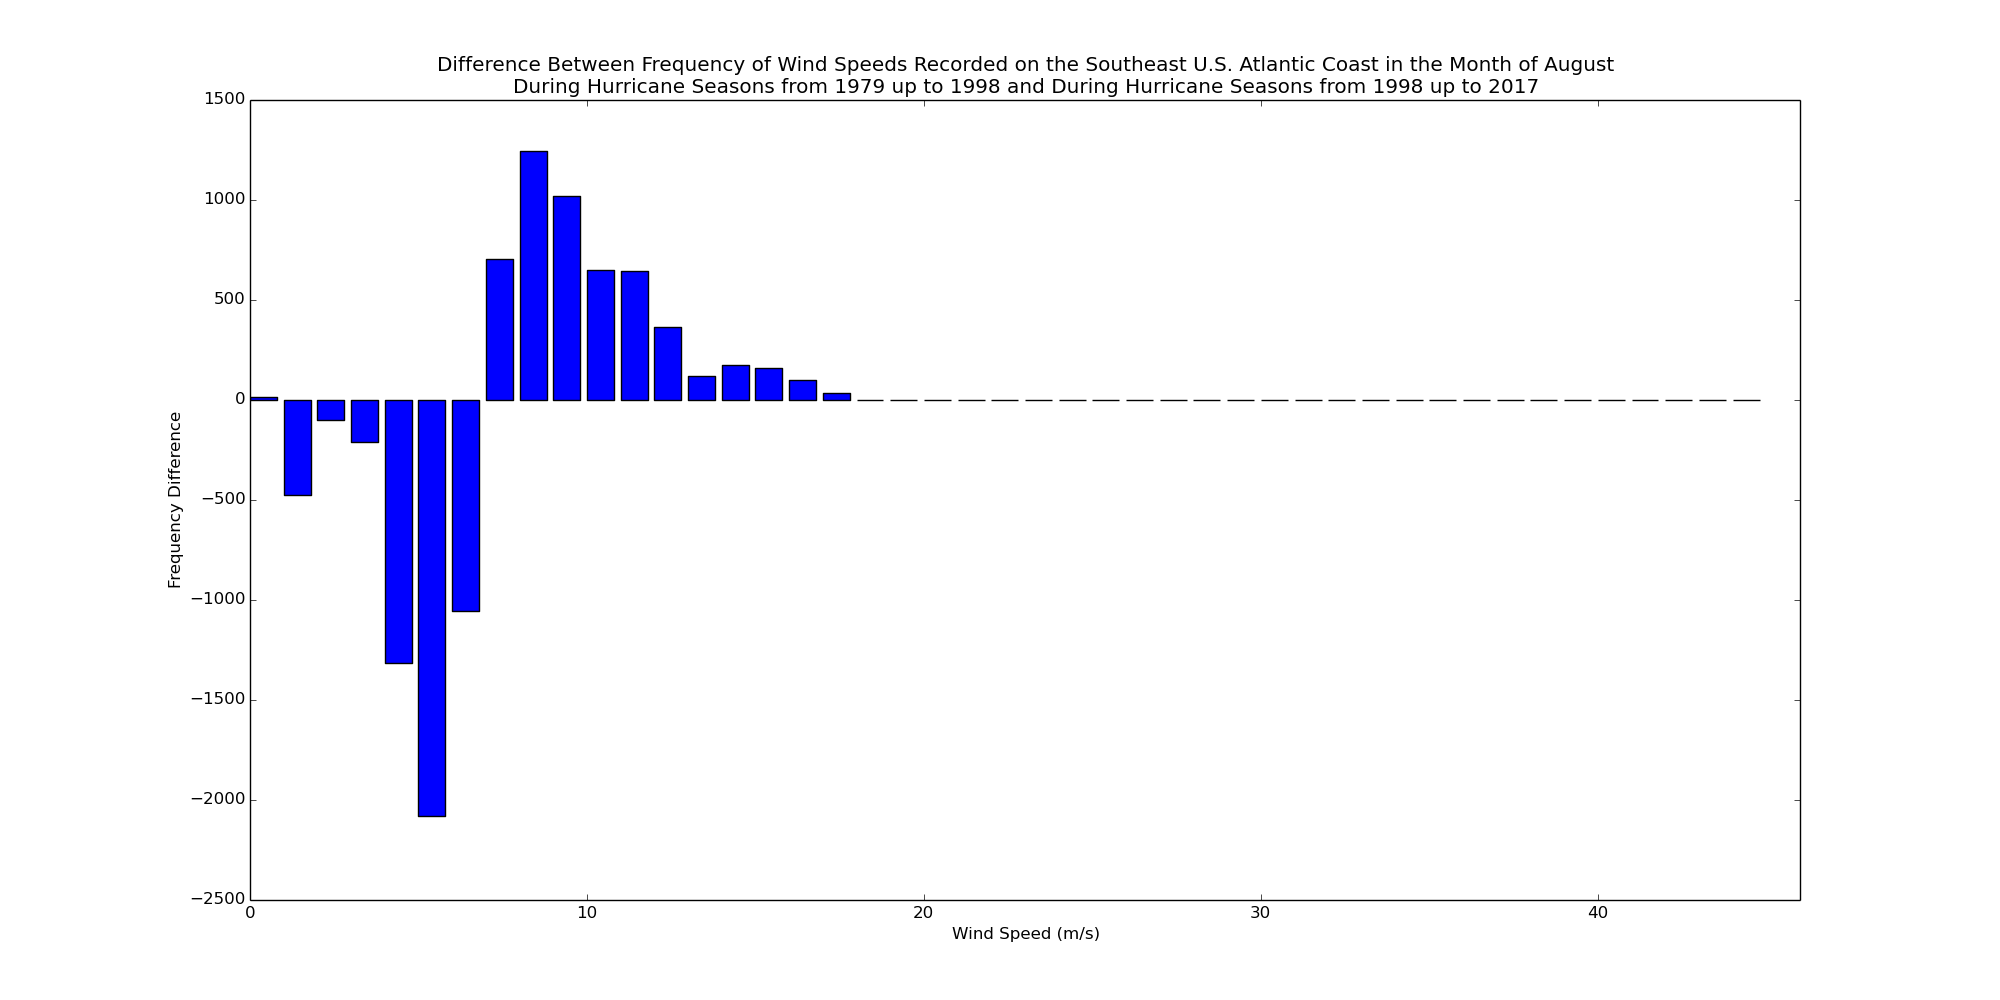 Difference Between Frequency of Wind Speeds Recorded on the Southeast U.S. Atlantic Coast in the Month of August
During Hurricane Seasons from 1979 up to 1998 and During Hurricane Seasons from 1998 up to 2017
1500
1000
500
0
−500
−1000
−1500
−2000
−2500
Frequency Difference
0 10 20 30 40
Wind Speed (m/s)